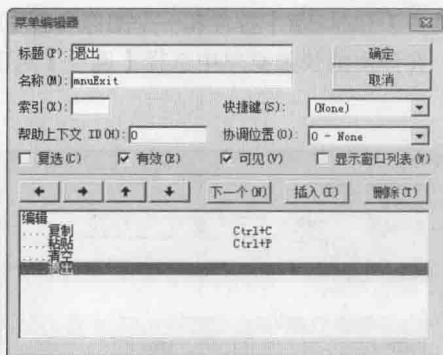 菜单编辑器
标题(P): 退出
确定
名称(M): mnuExit
取消
索引(X):
快捷键(S): (None)
帮助上下文 ID(H): 0
协调位置(O): 0 - None
复选(C) 有效(E) 可见(V) 显示窗口列表(W)
下一个(N) 插入(I) 删除(T)
编辑
....复制 Ctrl+C
....粘贴 Ctrl+P
....清空
....退出